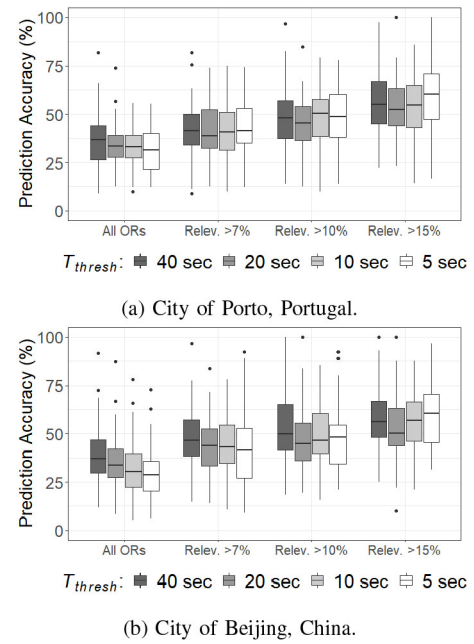 Prediction Accuracy (%)
100
75
50
25
0
All ORs Relev. >7% Relev. >10% Relev. >15%
T_thresh: 40 sec 20 sec 10 sec 5 sec
(a) City of Porto, Portugal.
Prediction Accuracy (%)
100
75
50
25
0
All ORs Relev. >7% Relev. >10% Relev. >15%
T_thresh: 40 sec 20 sec 10 sec 5 sec
(b) City of Beijing, China.